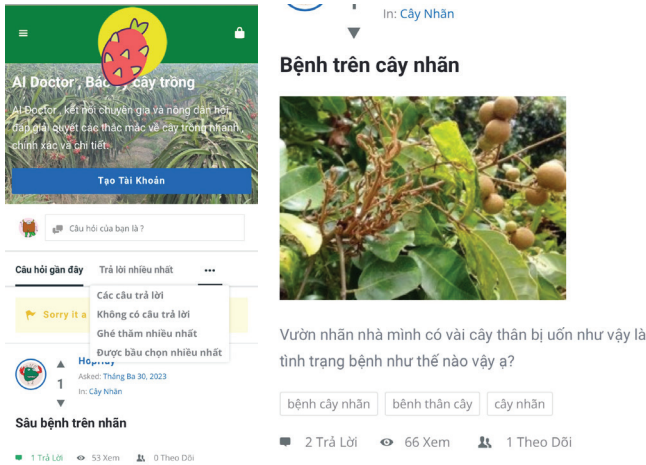 AI Doctor , Bác sỹ cây trồng
AI Doctor , kết nối chuyên gia và nông dân hỏi
đáp,giải quyết các thắc mắc về cây trồng nhanh ,
chính xác và chi tiết.
Tạo Tài Khoản
Câu hỏi của bạn là ?
Câu hỏi gần đây
Trả lời nhiều nhất
Các câu trả lời
Không có câu trả lời
Ghé thăm nhiều nhất
Được bầu chọn nhiều nhất
Sorry it a
Asked: Tháng Ba 30, 2023
1
In: Cây Nhãn
Sâu bệnh trên nhãn
1 Trả Lời
53 Xem
0 Theo Dõi
In: Cây Nhãn
Bệnh trên cây nhãn
Vườn nhãn nhà mình có vài cây thân bị uốn như vậy là
tình trạng bệnh như thế nào vậy ạ?
bệnh cây nhãn
bênh thân cây
cây nhãn
2 Trả Lời
66 Xem
1 Theo Dõi